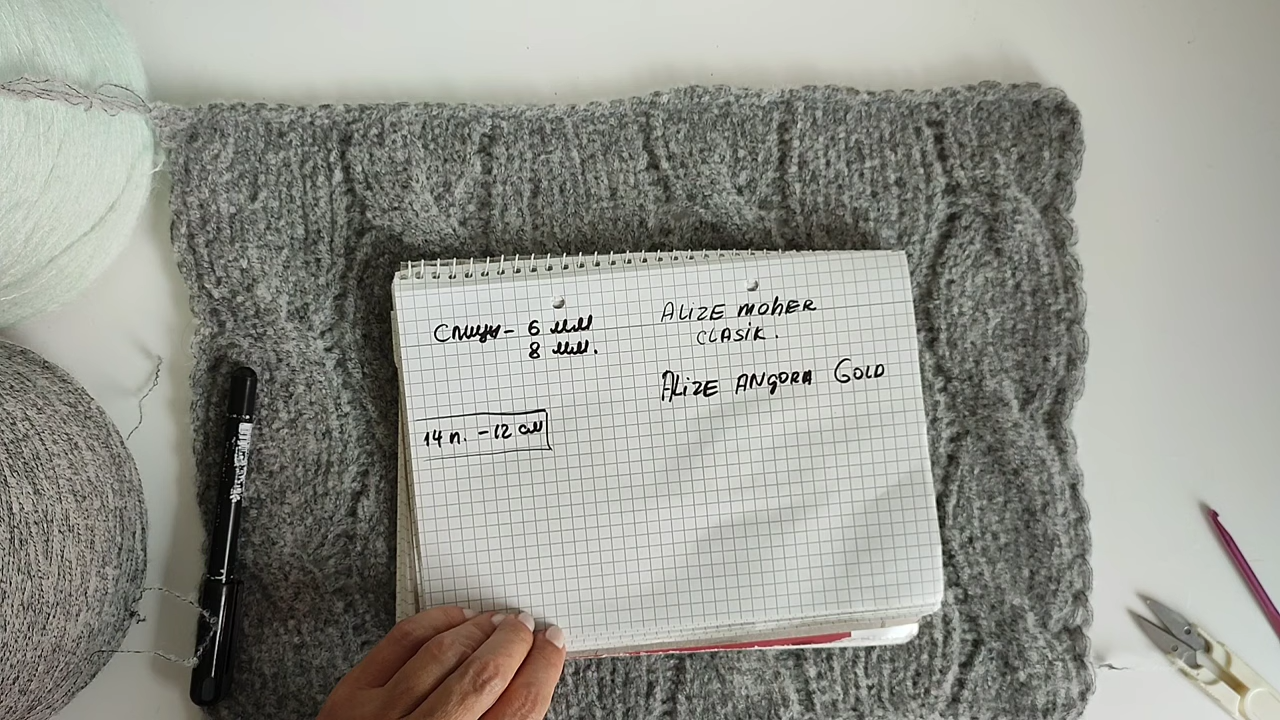 Спицы - 6 мм
8 мм.
14 п. - 12 см
ALIZE MOHER
CLASIK.
ALIZE ANGORA GOLD